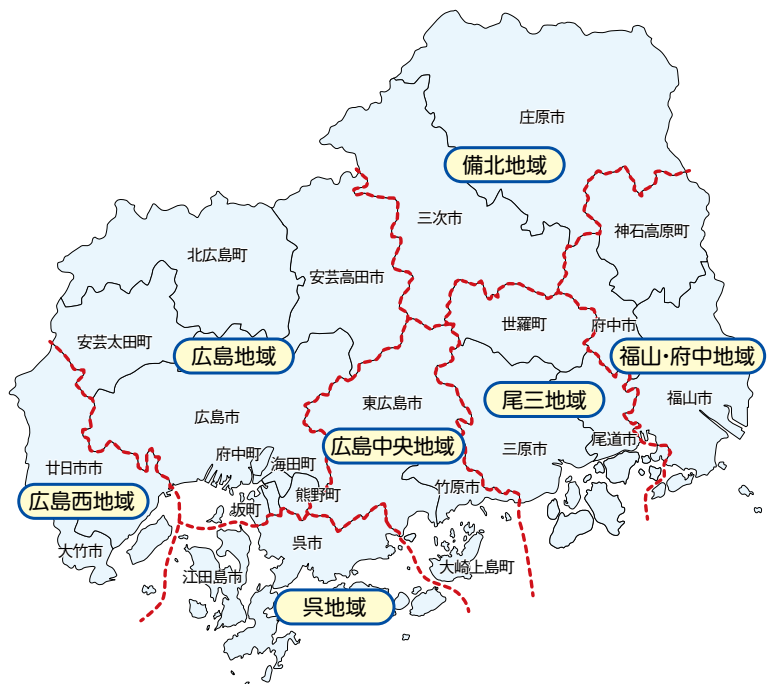 庄原市
備北地域
三次市
神石高原町
北広島町
安芸高田市
世羅町
府中市
安芸太田町
広島地域
福山・府中地域
福山市
尾三地域
東広島市
広島市
広島中央地域
尾道市
三原市
府中町
海田町
廿日市市
広島西地域
熊野町
竹原市
坂町
呉市
大竹市
大崎上島町
江田島市
呉地域